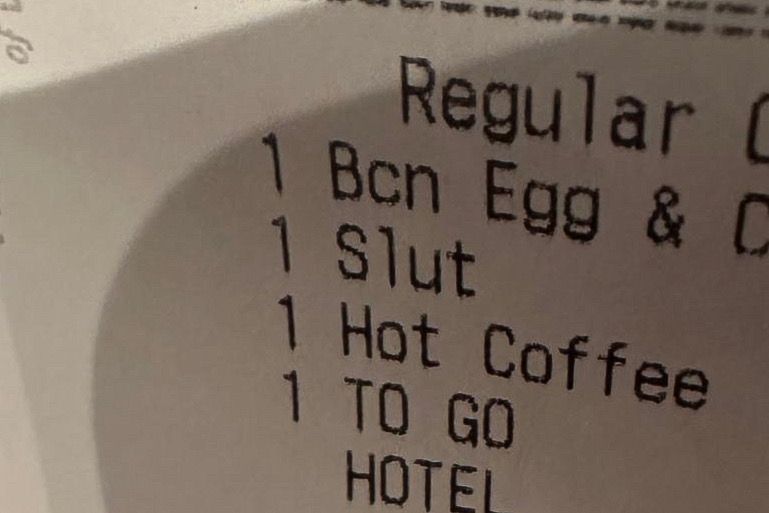 Regular
1 Bcn Egg &
1 Slut
1 Hot Coffee
1 TO GO
HOTEL